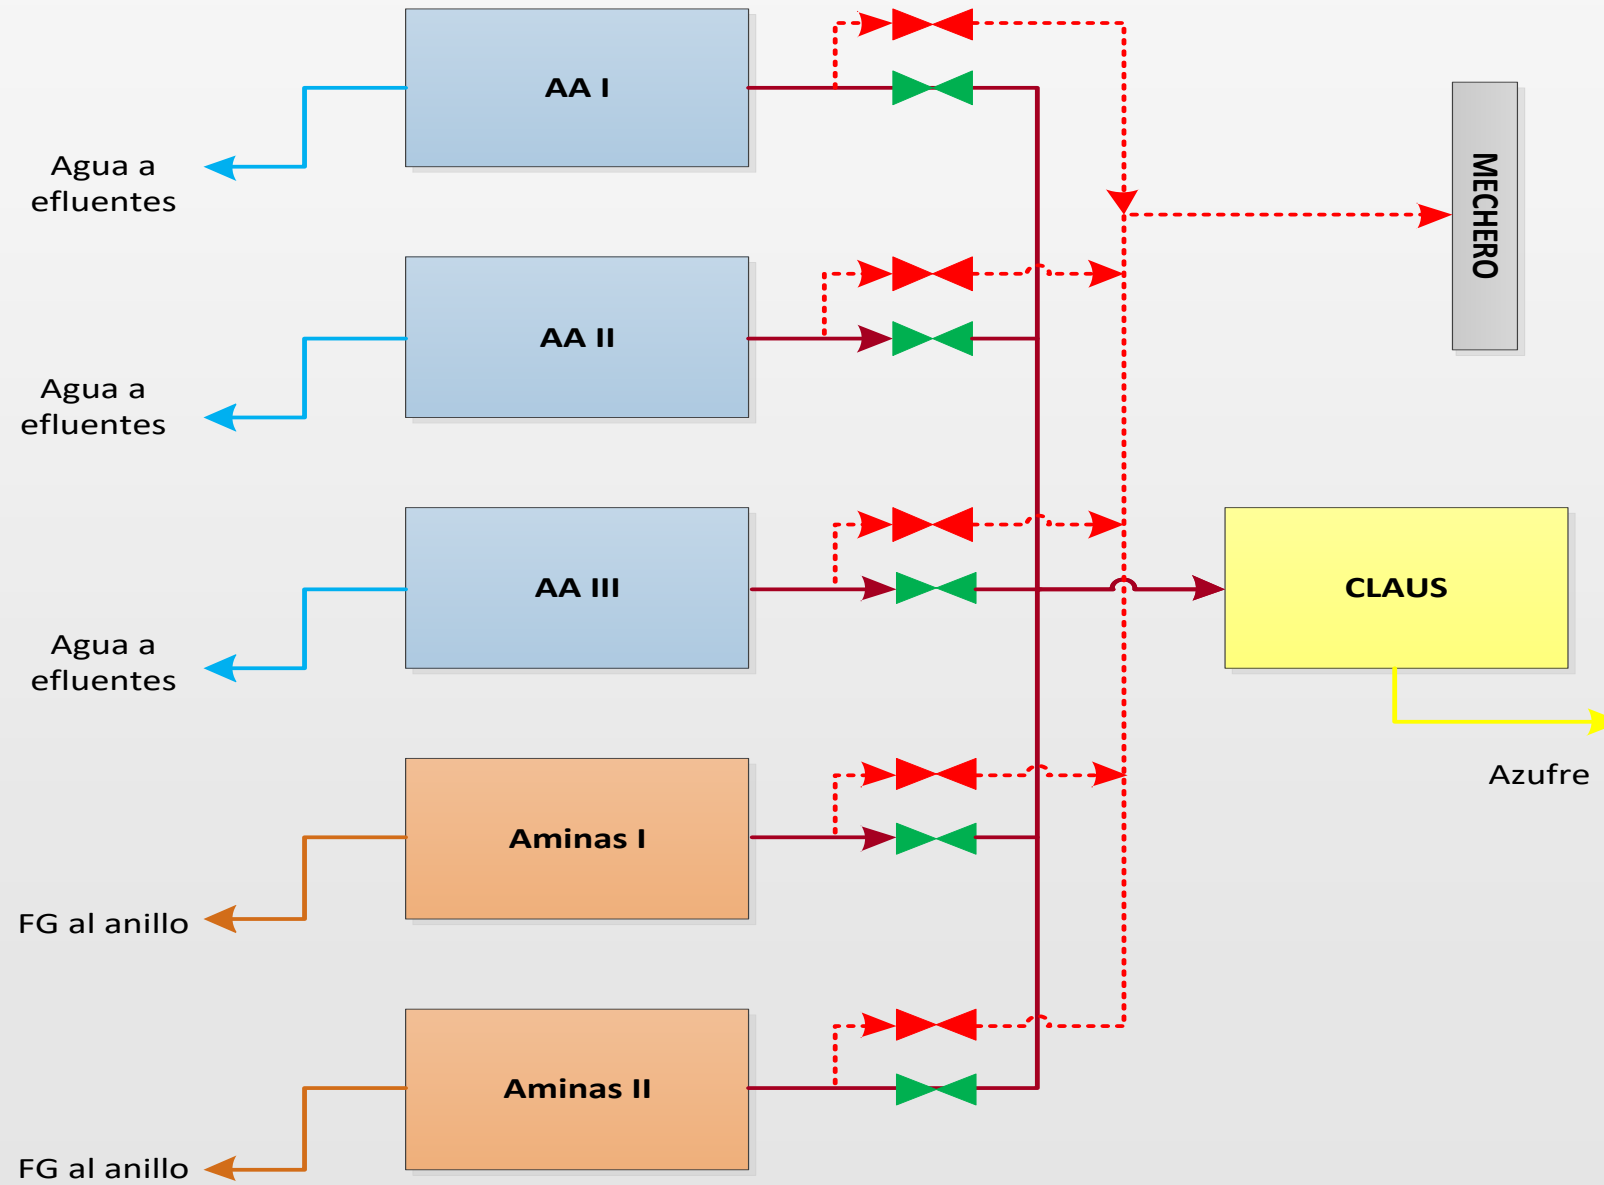 AA I
Agua a
efluentes
MECHERO
AA II
Agua a
efluentes
AA III
CLAUS
Agua a
efluentes
Azufre
Aminas I
FG al anillo
Aminas II
FG al anillo